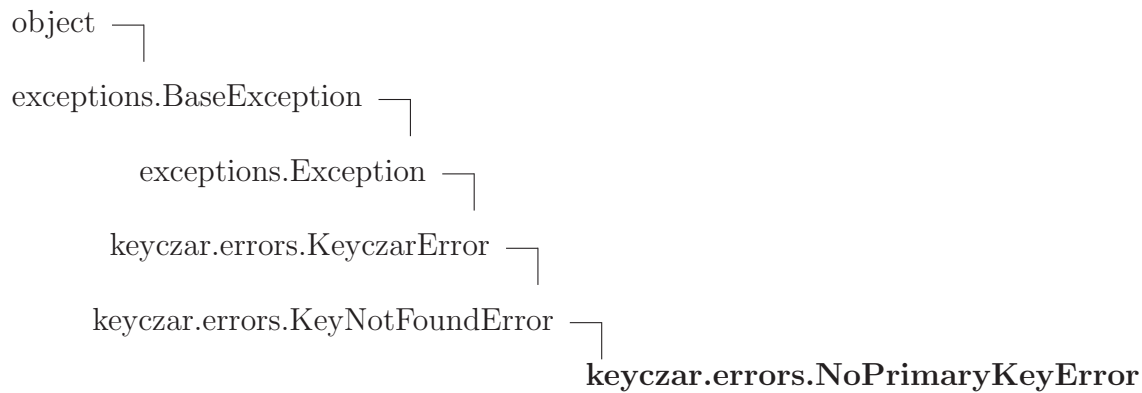 object
exceptions.BaseException
exceptions.Exception
keyczar.errors.KeyczarError
keyczar.errors.KeyNotFoundError
keyczar.errors.NoPrimaryKeyError